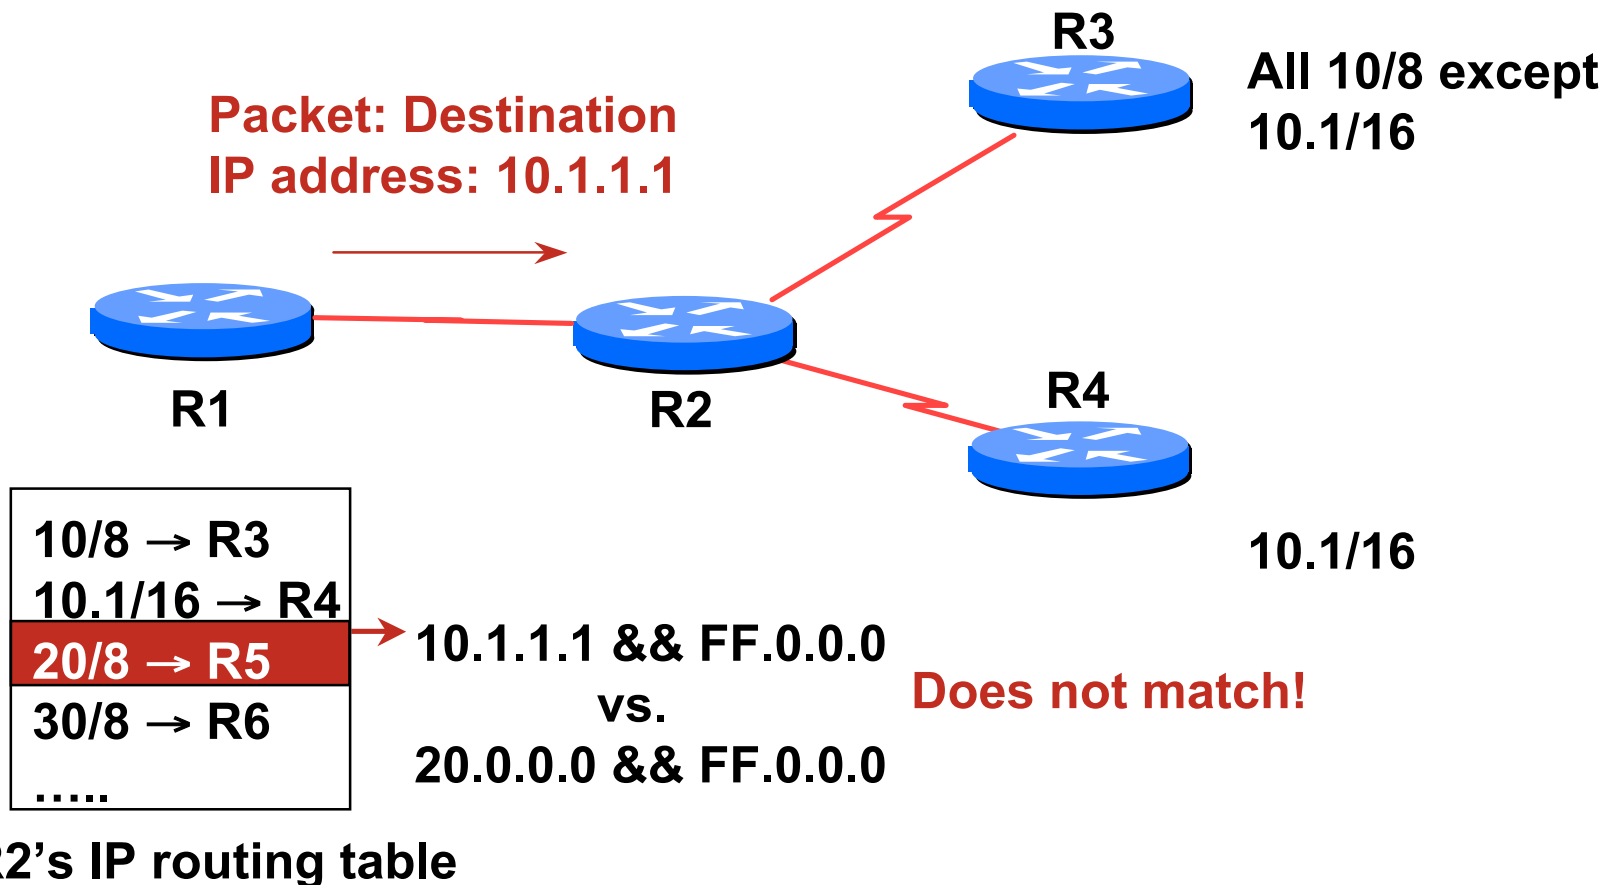 R3
All 10/8 except
10.1/16
Packet: Destination
IP address: 10.1.1.1
R1
R2
R4
10.1/16
10/8 → R3
10.1/16 → R4
20/8 → R5
30/8 → R6
…..
10.1.1.1 && FF.0.0.0
vs.
20.0.0.0 && FF.0.0.0
Does not match!
R2's IP routing table